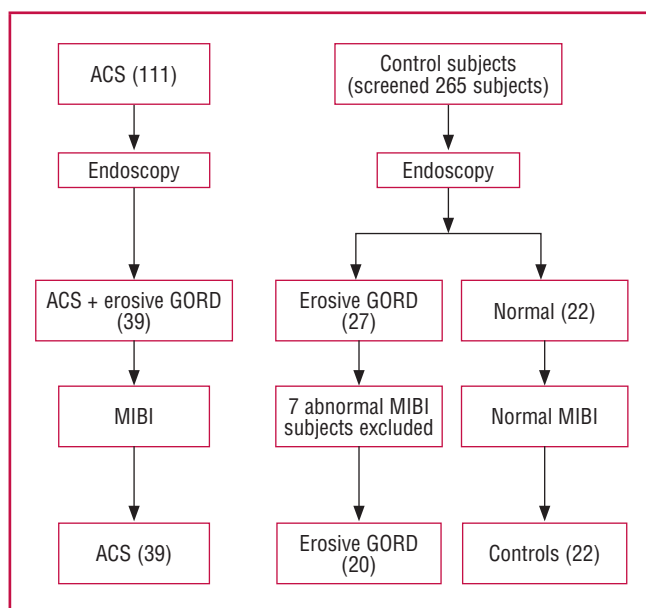 ACS (111)
Control subjects
(screened 265 subjects)
Endoscopy
Endoscopy
ACS + erosive GORD
(39)
Erosive GORD
(27)
Normal (22)
MIBI
7 abnormal MIBI
subjects excluded
Normal MIBI
ACS (39)
Erosive GORD
(20)
Controls (22)